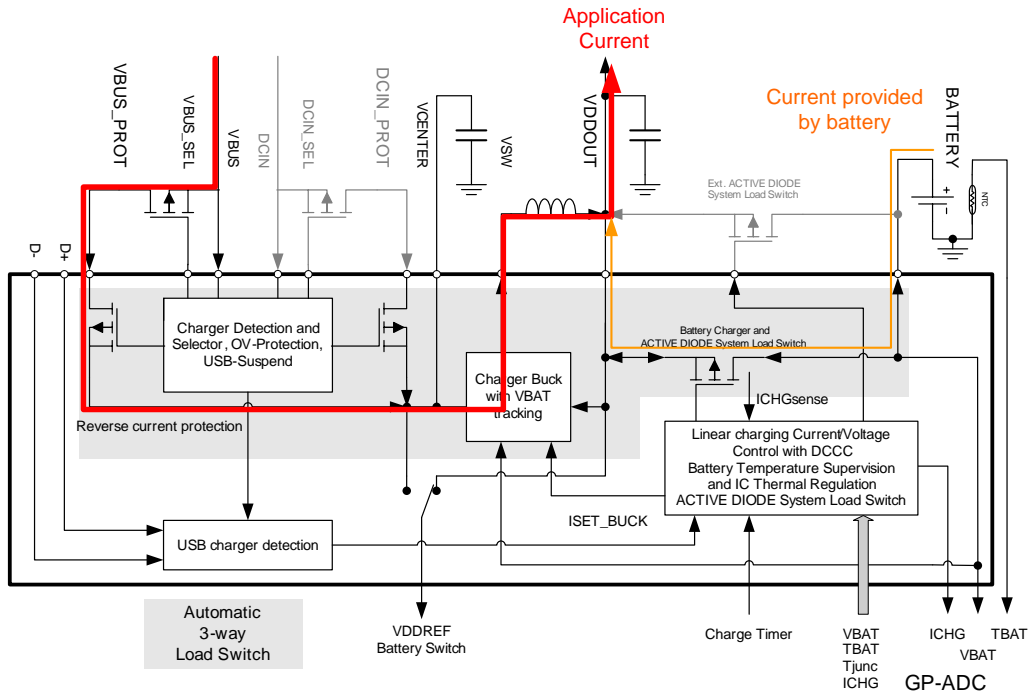 Application
Current
VBUS_PROT
VBUS_SEL
VBUS
DCIN
DCIN_SEL
DCIN_PROT
VCENTER
VSW
VDDOUT
Current provided
by battery
BATTERY
Ext. ACTIVE DIODE
System Load Switch
+
−
NTC
D-
D+
Charger Detection and
Selector, OV-Protection,
USB-Suspend
Battery Charger and
ACTIVE DIODE System Load Switch
Charger Buck
with VBAT
tracking
ICHGsense
Reverse current protection
Linear charging Current/Voltage
Control with DCCC
Battery Temperature Supervision
and IC Thermal Regulation
ACTIVE DIODE System Load Switch
ISET_BUCK
USB charger detection
Automatic
3-way
Load Switch
VDDREF
Battery Switch
Charge Timer
VBAT
TBAT
Tjunc
ICHG
ICHG
VBAT
TBAT
GP-ADC